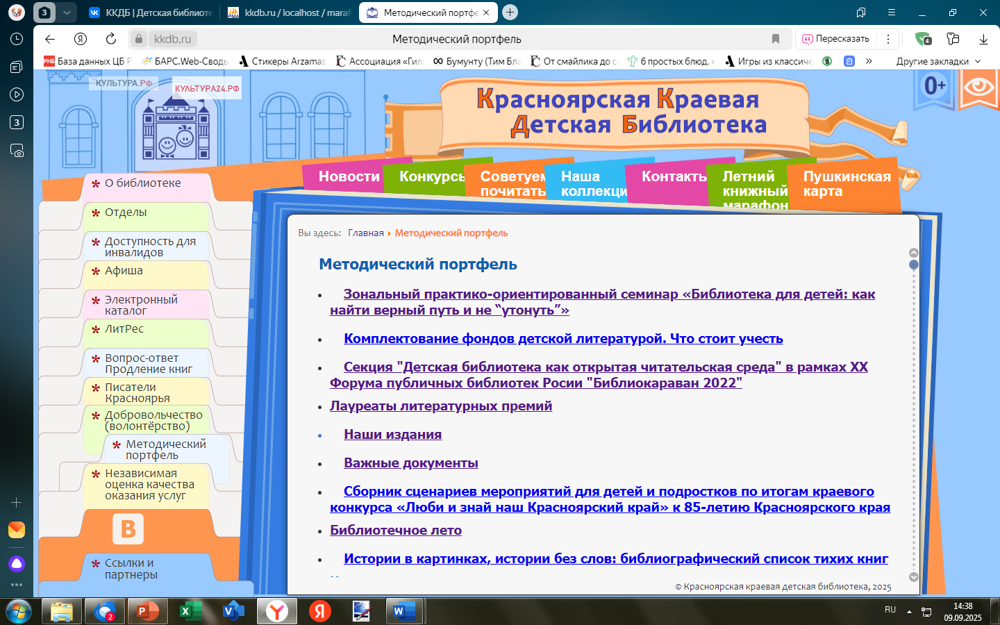 3
ККДБ | Детская библиоте
kkdb.ru / localhost / maraf
Методический портфе
kkdb.ru
Методический портфель
Пересказать
4
База данных ЦБ Р
БАРС.Web-Своды
Стикеры Arzamas
Ассоциация «Гил
Бумунту (Тим Бла
От смайлика до со
6 простых блюд, к
Игры из классиче
»
Другие закладки
КУЛЬТУРА.РФ
КУЛЬТУРА24.РФ
Красноярская Краевая
Детская Библиотека
0+
Новости
Конкурсы
Советуем
почитать
Наша
коллекци
Контакты
Летний
книжный
марафон
Пушкинская
карта
* О библиотеке
* Отделы
* Доступность для
инвалидов
* Афиша
* Электронный
каталог
* ЛитРес
* Вопрос-ответ
Продление книг
* Писатели
Красноярья
* Добровольчество
(волонтёрство)
* Методический
портфель
* Независимая
оценка качества
оказания услуг
B
* Ссылки и
партнеры
Вы здесь: Главная Методический портфель
Методический портфель
• Зональный практико-ориентированный семинар «Библиотека для детей: как
найти верный путь и не “утонуть”»
• Комплектование фондов детской литературой. Что стоит учесть
• Секция "Детская библиотека как открытая читательская среда" в рамках XX
Форума публичных библиотек Росии "Библиокараван 2022"
• Лауреаты литературных премий
• Наши издания
• Важные документы
• Сборник сценариев мероприятий для детей и подростков по итогам краевого
конкурса «Люби и знай наш Красноярский край» к 85-летию Красноярского края
• Библиотечное лето
• Истории в картинках, истории без слов: библиографический список тихих книг
© Красноярская краевая детская библиотека, 2025
3
2
RU
14:38
09.09.2025